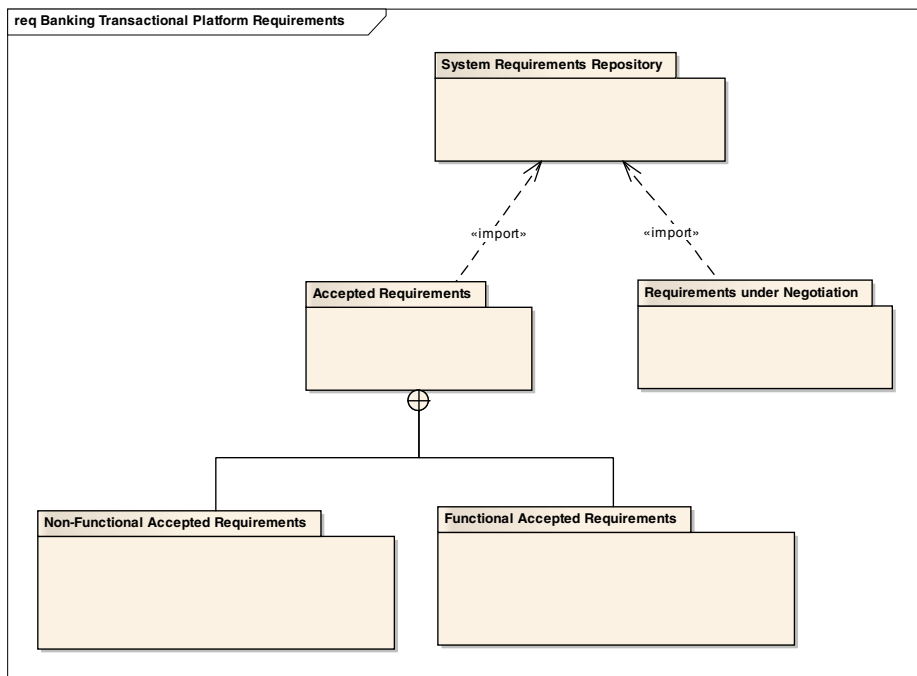 req Banking Transactional Platform Requirements
System Requirements Repository
«import»
«import»
Accepted Requirements
Requirements under Negotiation
Non-Functional Accepted Requirements
Functional Accepted Requirements